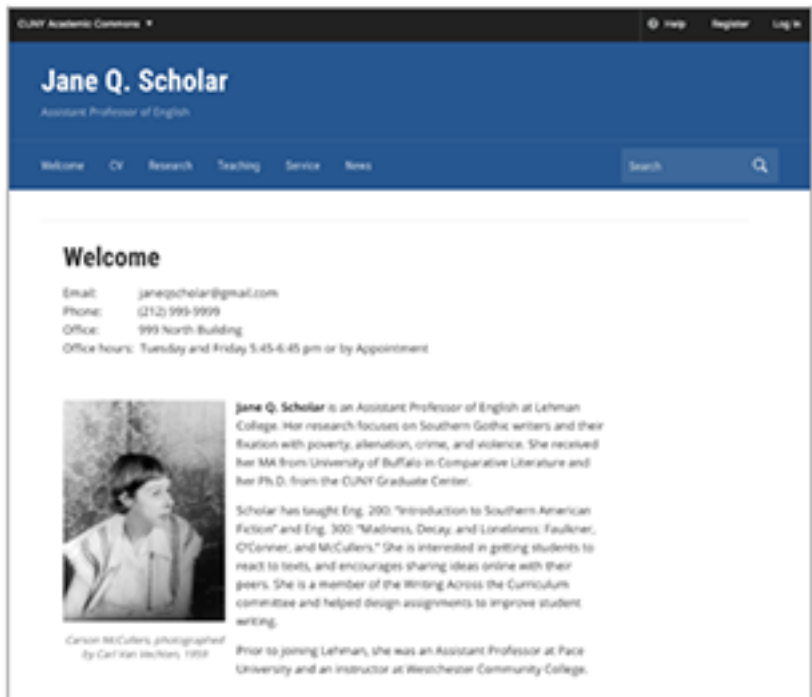 CUNY Academic Commons
Help Register Log In
Jane Q. Scholar
Assistant Professor of English
Welcome CV Research Teaching Service News
Search
Welcome
Email: janeqscholar@gmail.com
Phone: (212) 999-9999
Office: 999 North Building
Office hours: Tuesday and Friday 5:45-6:45 pm or by Appointment
Jane Q. Scholar is an Assistant Professor of English at Lehman
College. Her research focuses on Southern Gothic writers and their
fixation with poverty, alienation, crime, and violence. She received
her MA from University of Buffalo in Comparative Literature and
her Ph.D. from the CUNY Graduate Center.
Scholar has taught Eng. 200: "Introduction to Southern American
Fiction" and Eng. 300: "Madness, Decay, and Loneliness: Faulkner,
O'Conner, and McCullers." She is interested in getting students to
react to texts, and encourages sharing ideas online with their
peers. She is a member of the Writing Across the Curriculum
committee and helped design assignments to improve student
writing.
Prior to joining Lehman, she was an Assistant Professor at Pace
University and an instructor at Westchester Community College.
Carson McCullers, photographed
by Carl Van Vechten, 1959